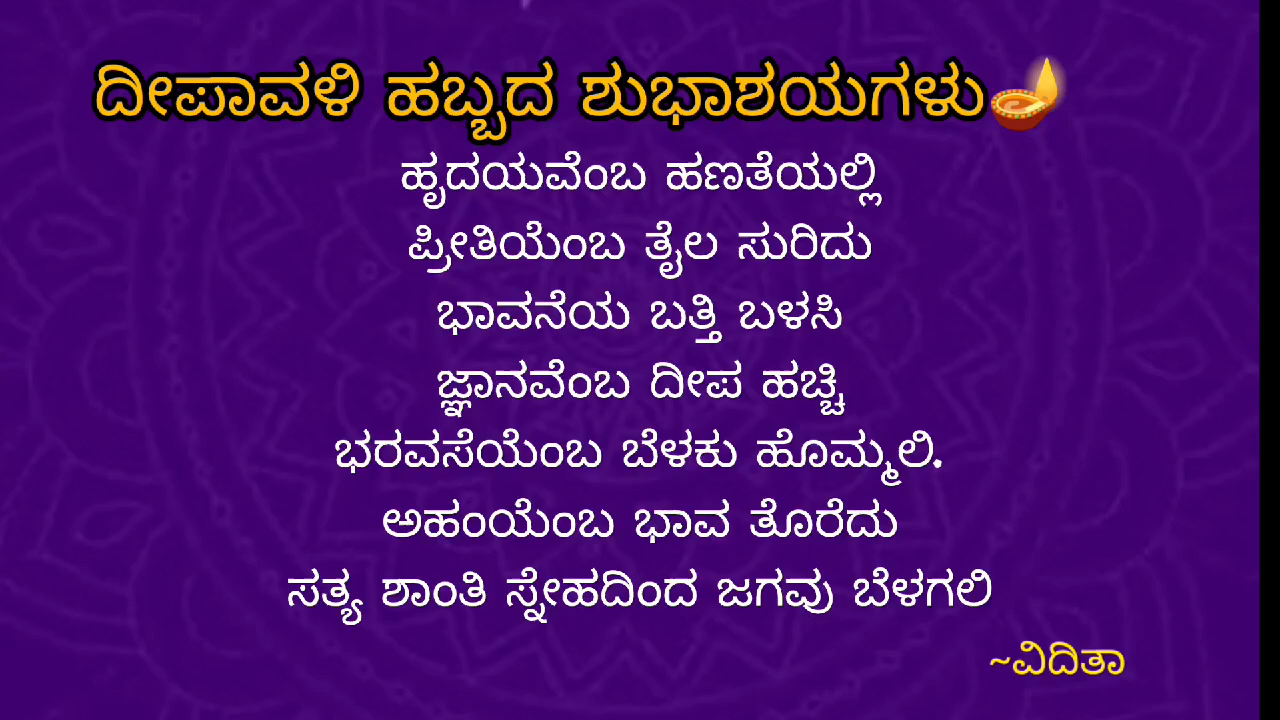 ದೀಪಾವಳಿ ಹಬ್ಬದ ಶುಭಾಶಯಗಳು🪔
ಹೃದಯವೆಂಬ ಹಣತೆಯಲ್ಲಿ
ಪ್ರೀತಿಯೆಂಬ ತೈಲ ಸುರಿದು
ಭಾವನೆಯ ಬತ್ತಿ ಬಳಸಿ
ಜ್ಞಾನವೆಂಬ ದೀಪ ಹಚ್ಚಿ
ಭರವಸೆಯೆಂಬ ಬೆಳಕು ಹೊಮ್ಮಲಿ.
ಅಹಂಯೆಂಬ ಭಾವ ತೊರೆದು
ಸತ್ಯ ಶಾಂತಿ ಸ್ನೇಹದಿಂದ ಜಗವು ಬೆಳಗಲಿ
~ವಿದಿತಾ